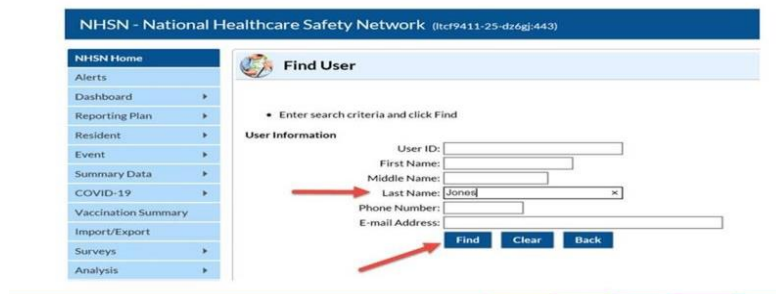 NHSN - National Healthcare Safety Network (ltcf9411-25-dz6gj:443)
NHSN Home
Alerts
Dashboard
Reporting Plan
Resident
Event
Summary Data
COVID-19
Vaccination Summary
Import/Export
Surveys
Analysis
Find User
• Enter search criteria and click Find
User Information
User ID:
First Name:
Middle Name:
Last Name: Jones ×
Phone Number:
E-mail Address:
Find Clear Back